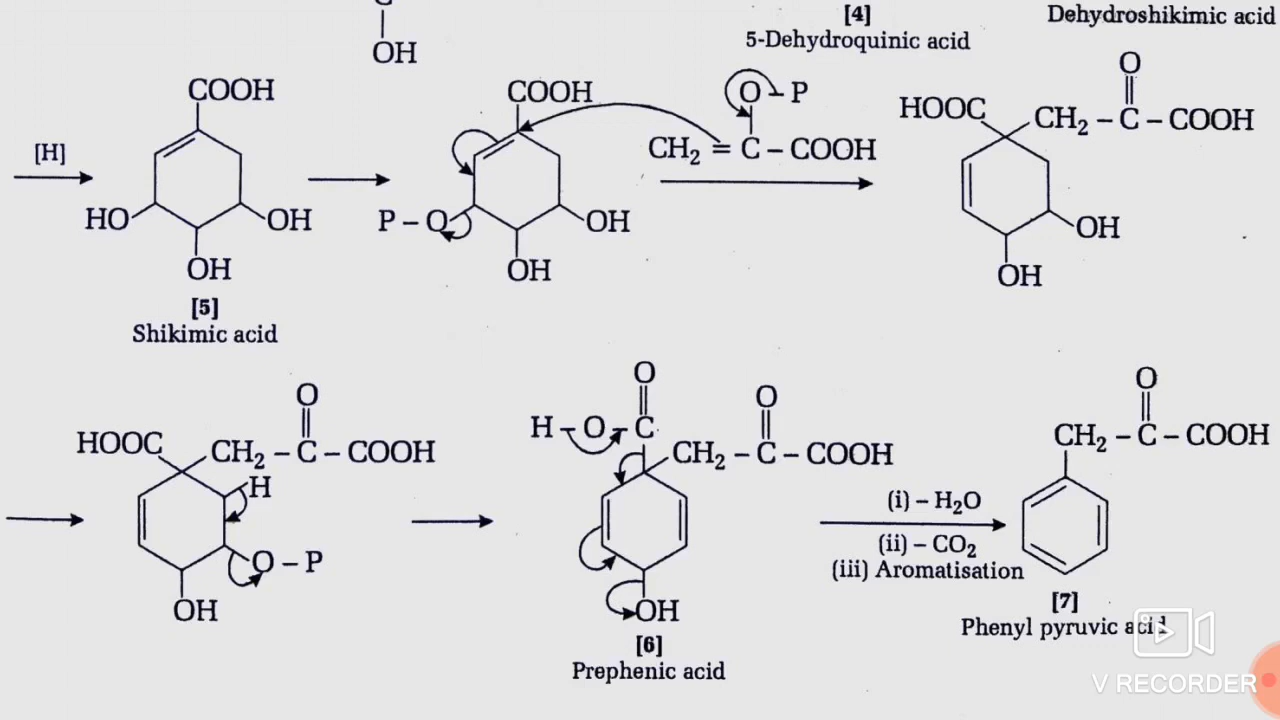 C
OH
[4]
5-Dehydroquinic acid
Dehydroshikimic acid
[H]
COOH
HO
OH
OH
[5]
Shikimic acid
COOH
P – O
OH
OH
O – P
CH2 = C – COOH
O
HOOC
CH2 – C – COOH
OH
OH
O
HOOC
CH2 – C – COOH
H
O – P
OH
O
H – O – C
O
CH2 – C – COOH
OH
[6]
Prephenic acid
(i) – H2O
(ii) – CO2
(iii) Aromatisation
O
CH2 – C – COOH
[7]
Phenyl pyruvic acid
V RECORDER